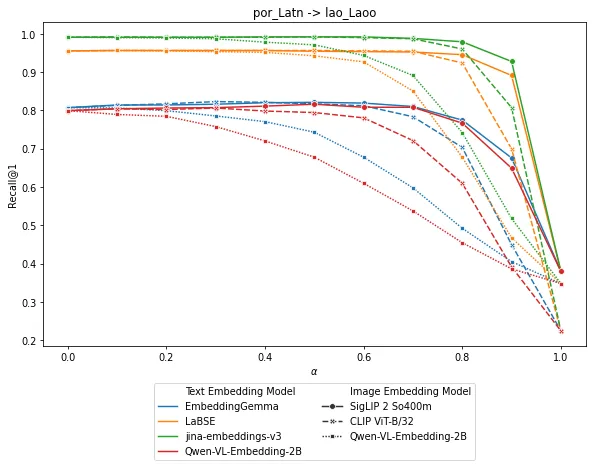 por_Latn -> lao_Laoo
Recall@1
1.0
0.9
0.8
0.7
0.6
0.5
0.4
0.3
0.2
0.0
0.2
0.4
0.6
0.8
1.0
α
Text Embedding Model
EmbeddingGemma
LaBSE
jina-embeddings-v3
Qwen-VL-Embedding-2B
Image Embedding Model
SigLIP 2 So400m
CLIP ViT-B/32
Qwen-VL-Embedding-2B